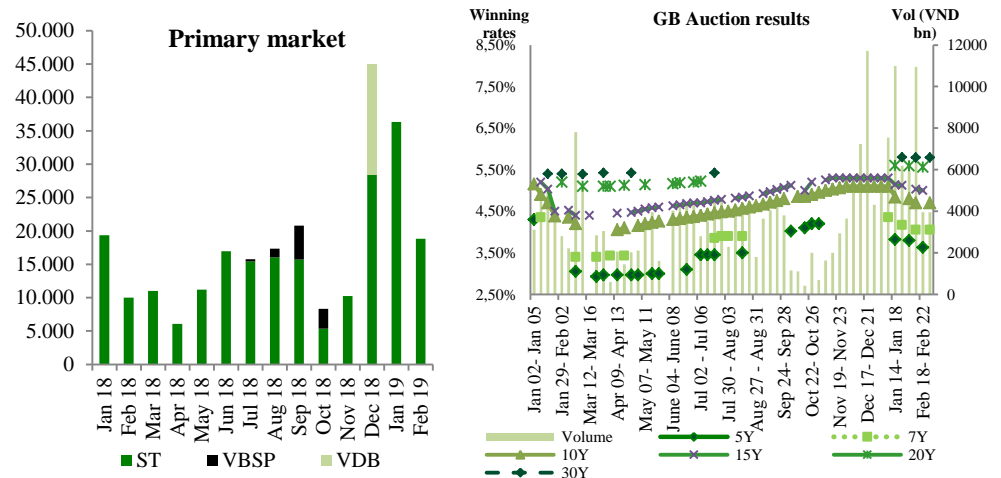 Primary market
50.000
45.000
40.000
35.000
30.000
25.000
20.000
15.000
10.000
5.000
0
Jan 18
Feb 18
Mar 18
Apr 18
May 18
Jun 18
Jul 18
Aug 18
Sep 18
Oct 18
Nov 18
Dec 18
Jan 19
Feb 19
ST VBSP VDB
Winning
rates
GB Auction results
Vol (VND
bn)
8,50%
7,50%
6,50%
5,50%
4,50%
3,50%
2,50%
12000
10000
8000
6000
4000
2000
0
Jan 02- Jan 05
Jan 29- Feb 02
Mar 12- Mar 16
Apr 09- Apr 13
May 07- May 11
June 04- June 08
Jul 02 - Jul 06
Jul 30 - Aug 03
Aug 27 - Aug 31
Sep 24- Sep 28
Oct 22- Oct 26
Nov 19- Nov 23
Dec 17- Dec 21
Jan 14- Jan 18
Feb 18- Feb 22
Volume 5Y 7Y
10Y 15Y 20Y
30Y